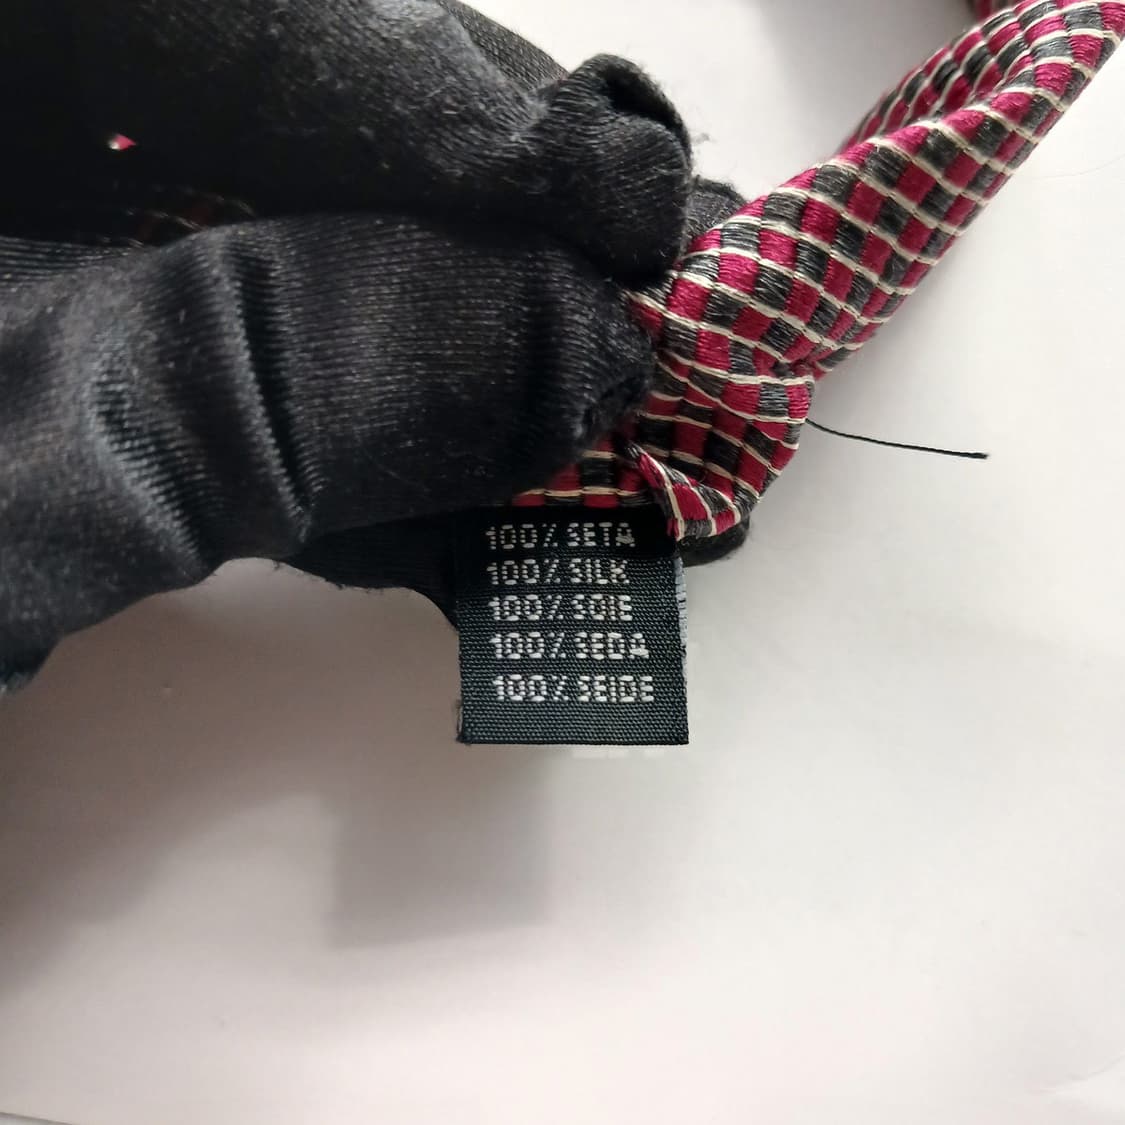 100% SETA
100% SILK
100% SOIE
100% SEDA
100% SEIDE